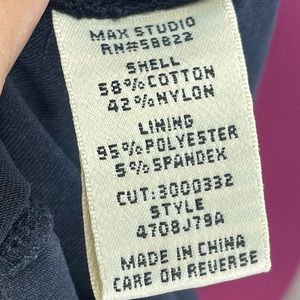 MAX STUDIO
RN#58822
SHELL
58%COTTON
42%NYLON
LINING
95%POLYESTER
5%SPANDEX
CUT:3000332
STYLE
4708J79A
MADE IN CHINA
CARE ON REVERSE